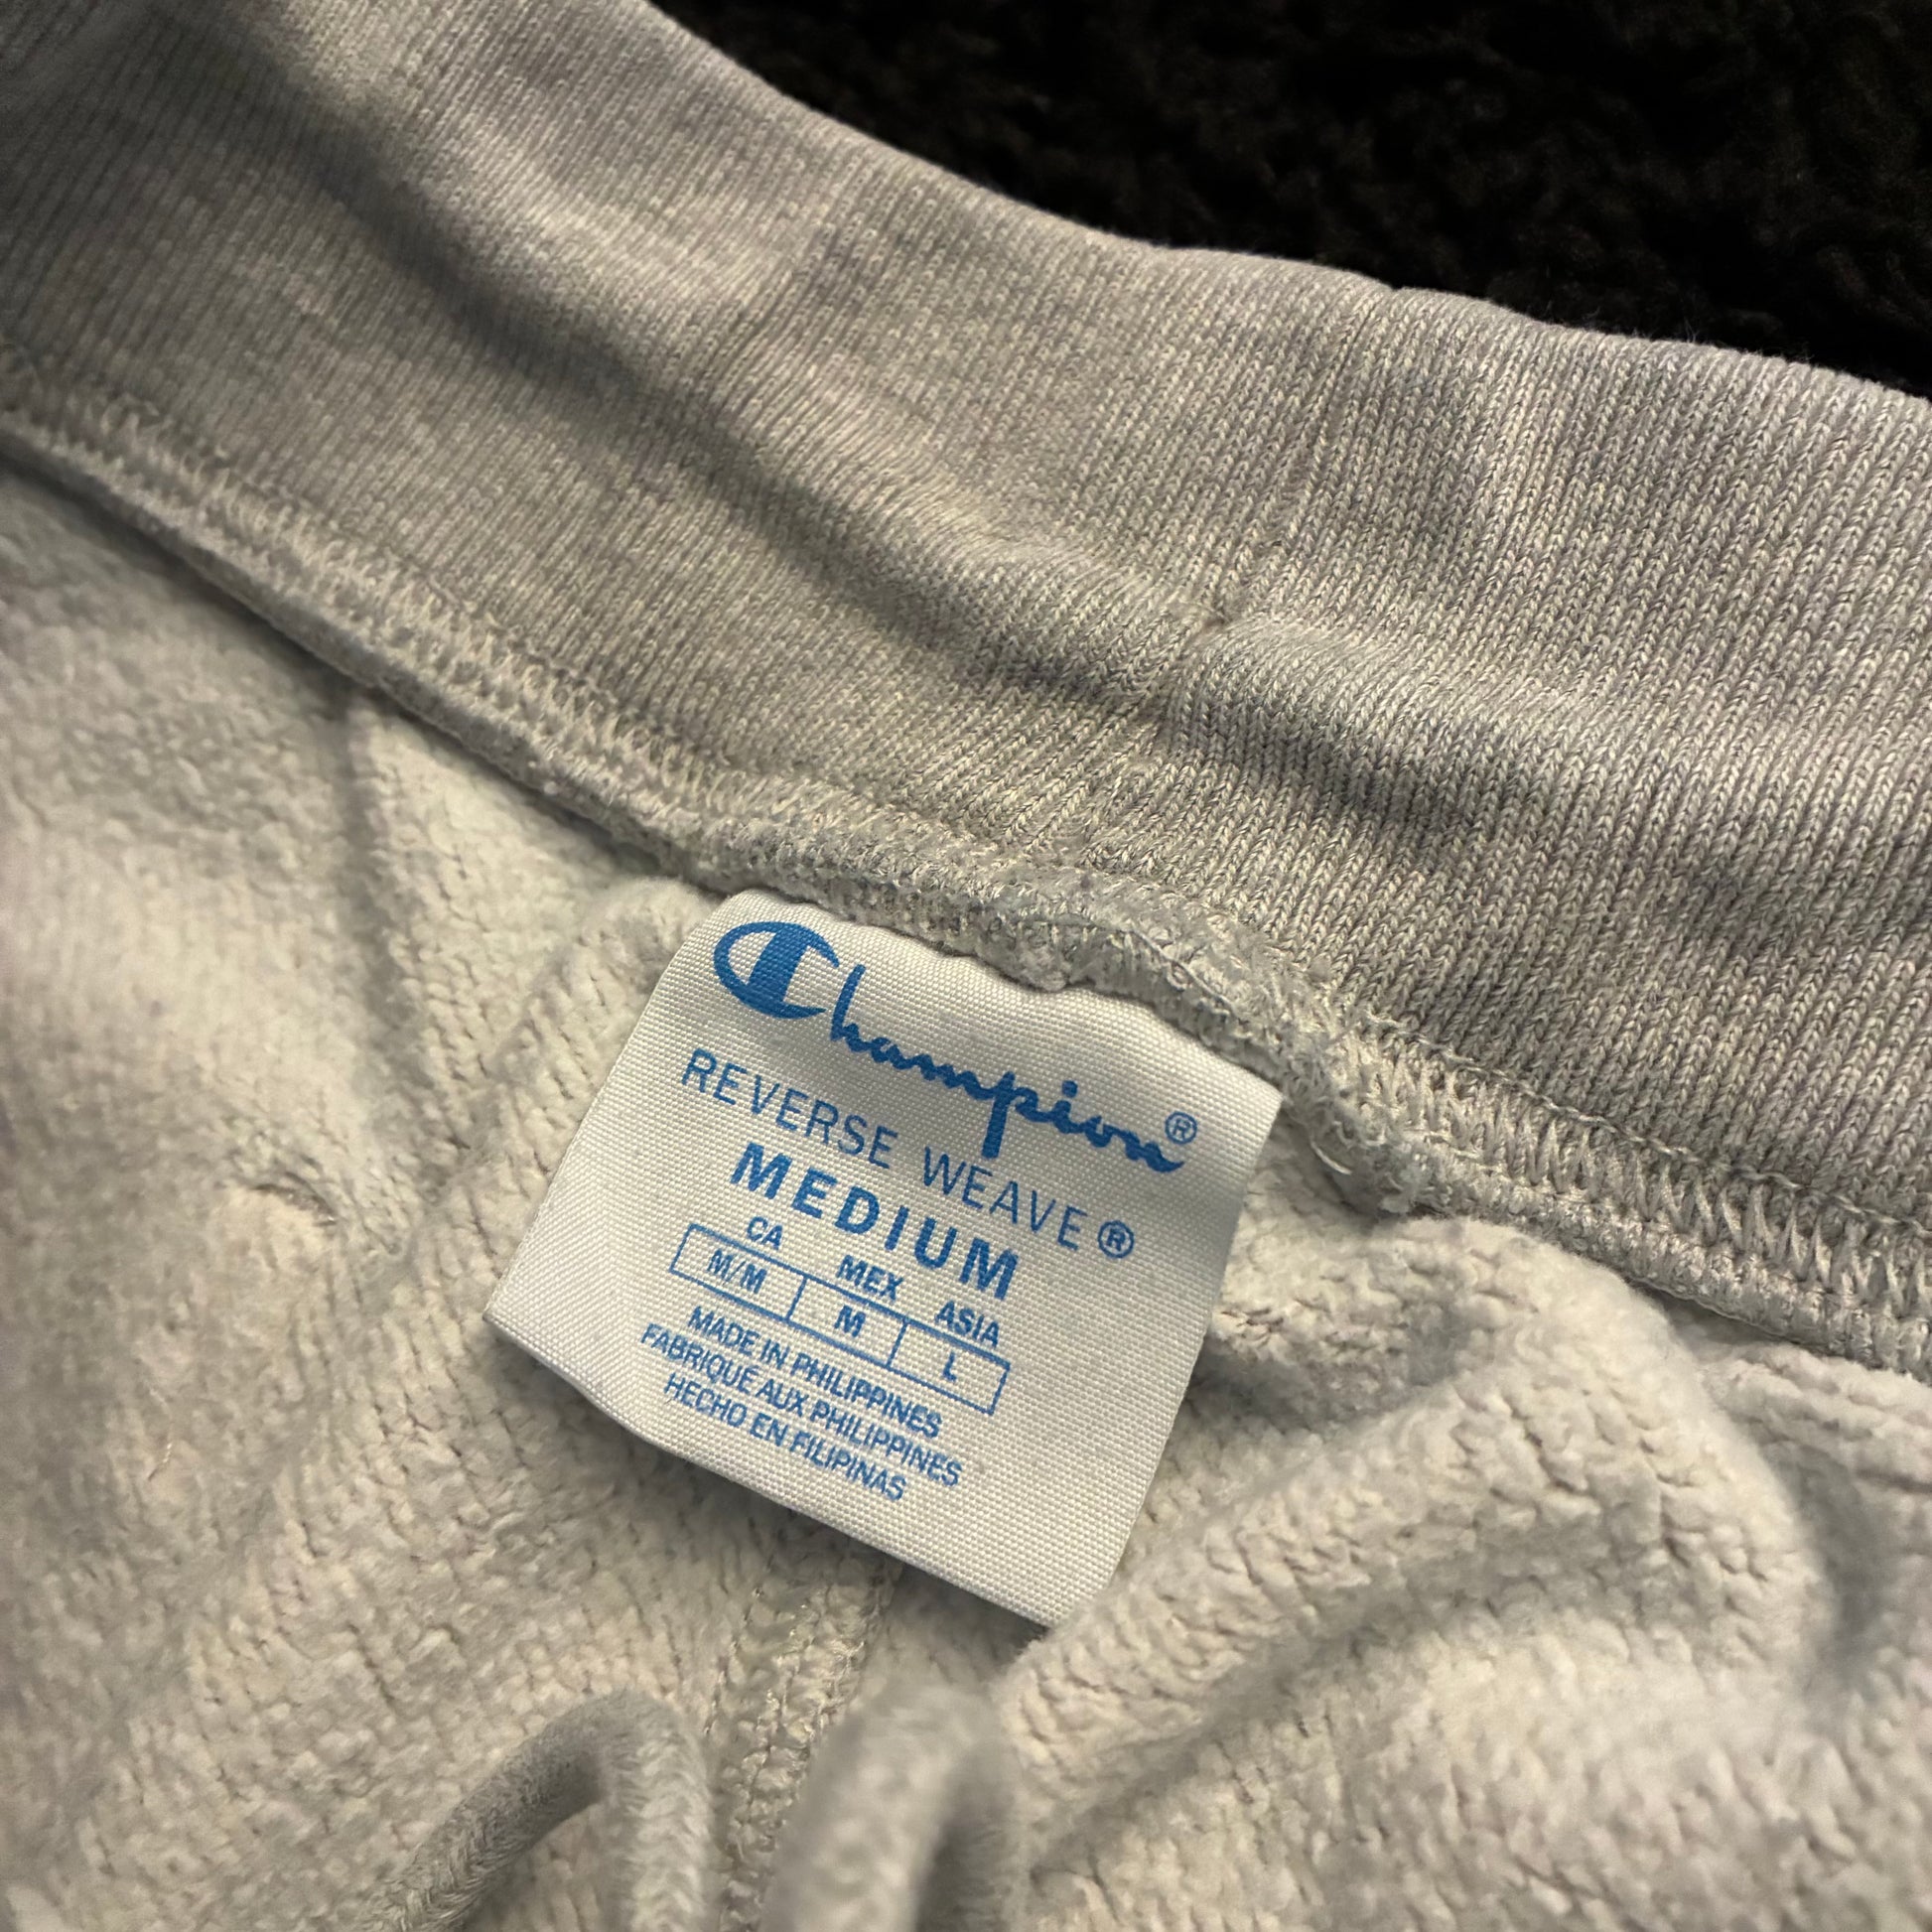 Champion®
REVERSE WEAVE®
MEDIUM
CA MEX ASIA
M/M M L
MADE IN PHILIPPINES
FABRIQUÉ AUX PHILIPPINES
HECHO EN FILIPINAS